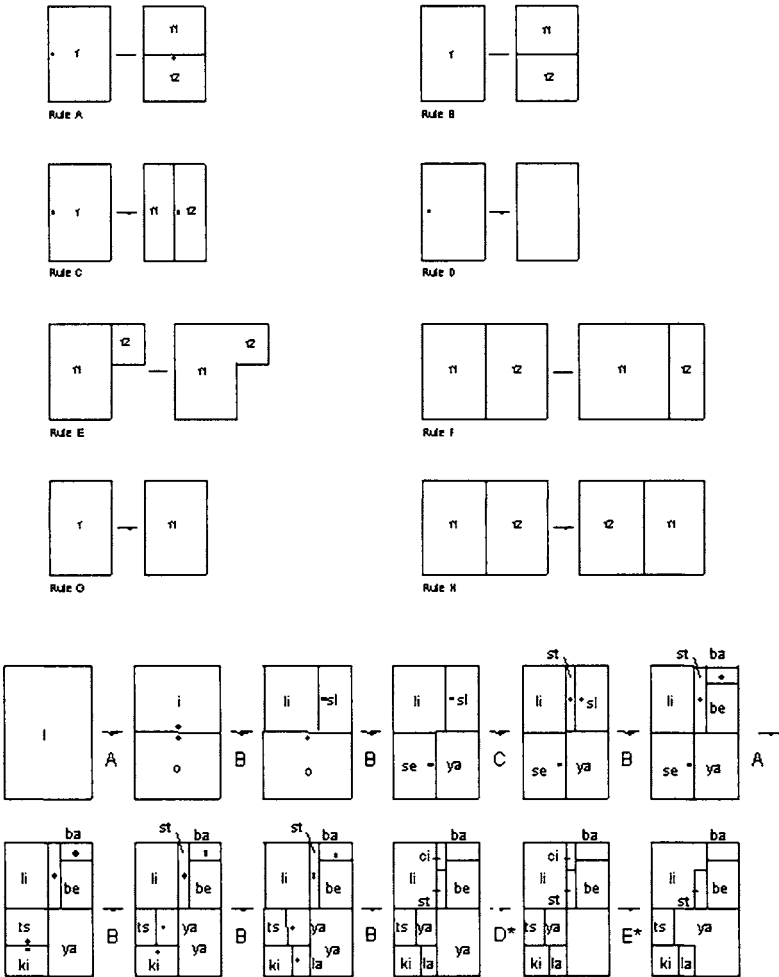 r r1 r2 r r1 r2
Rule A Rule B
r r1 r2
Rule C Rule D
r1 r2 r1 r2 r1 r2 r1 r2
Rule E Rule F
r r1 r1 r2 r2 r1
Rule G Rule H
st st ba
i li sl li sl li sl li be
l A B B C B A
o o se ya se ya se ya
ba st ba st ba ba ba ba
li be li be li be li ci be li ci be li be
st st st
ts B ts ya B ts ya B ts ya D* ts ya E* ts ya
ki ya ki ya ki la ya ki la ki la ki la